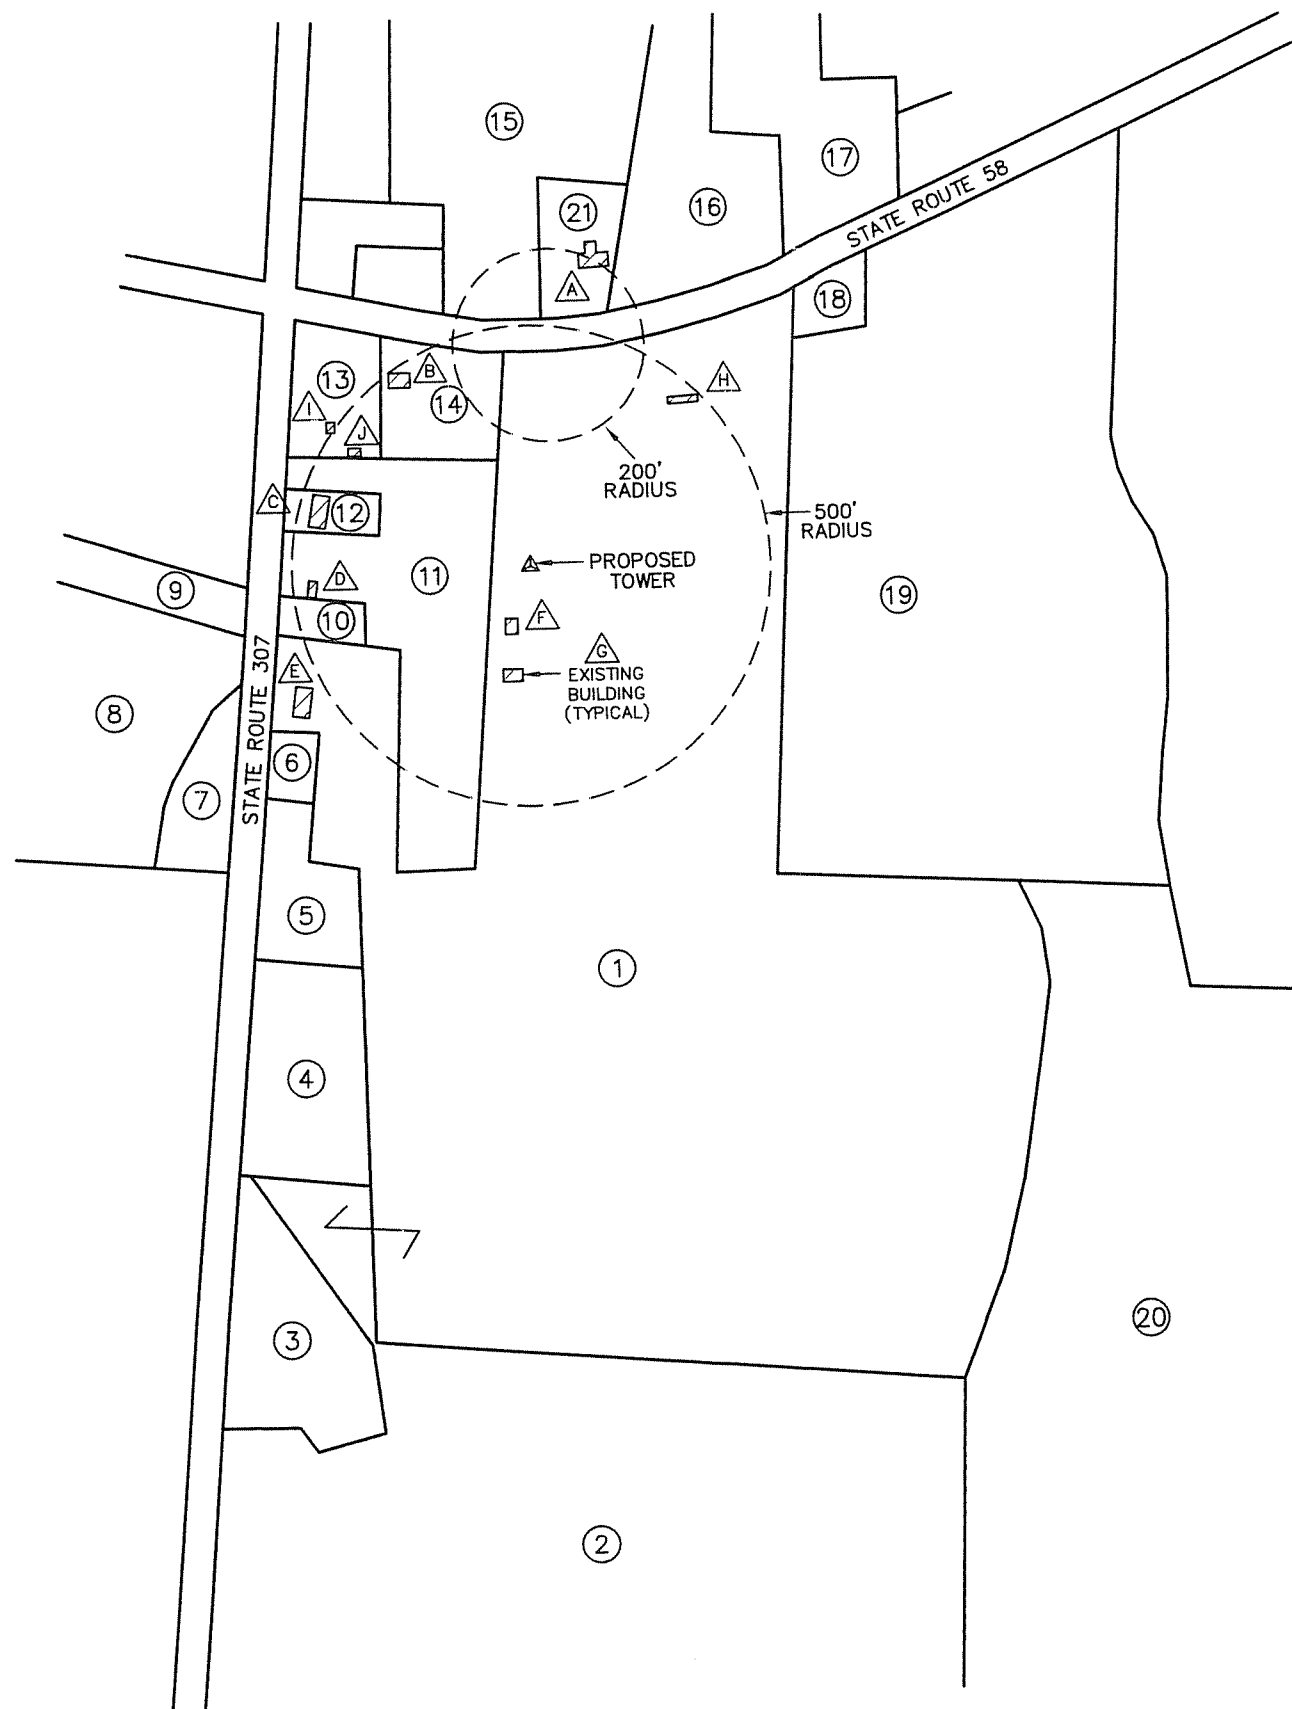 15
17
21
16
STATE ROUTE 58
A
18
B
H
13
14
I
J
200'
RADIUS
C
12
500'
RADIUS
PROPOSED
TOWER
11
D
9
19
10
F
G
E
EXISTING
BUILDING
(TYPICAL)
STATE ROUTE 307
8
6
7
5
1
4
20
3
2